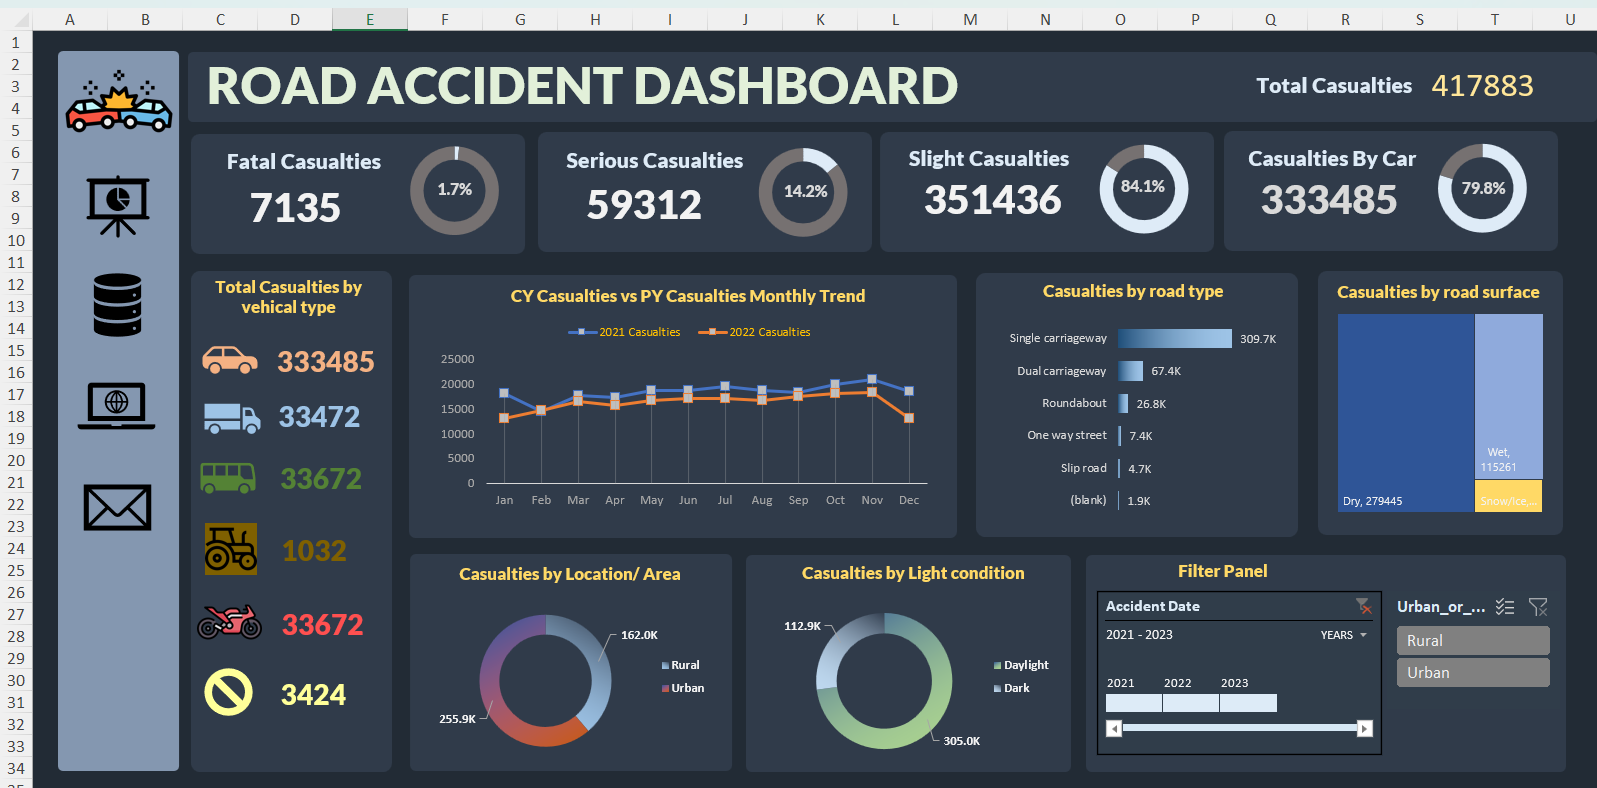 A B C D E F G H I J K L M N O P Q R S T U
1
2
3
4
5
6
7
8
9
10
11
12
13
14
15
16
17
18
19
20
21
22
23
24
25
26
27
28
29
30
31
32
33
34
ROAD ACCIDENT DASHBOARD
Total Casualties 417883
Fatal Casualties
7135
1.7%
Serious Casualties
59312
14.2%
Slight Casualties
351436
84.1%
Casualties By Car
333485
79.8%
Total Casualties by
vehical type
333485
33472
33672
1032
33672
3424
CY Casualties vs PY Casualties Monthly Trend
2021 Casualties 2022 Casualties
25000
20000
15000
10000
5000
0
Jan Feb Mar Apr May Jun Jul Aug Sep Oct Nov Dec
Casualties by road type
Single carriageway 309.7K
Dual carriageway 67.4K
Roundabout 26.8K
One way street 7.4K
Slip road 4.7K
(blank) 1.9K
Casualties by road surface
Wet,
115261
Dry, 279445
Snow/Ice,...
Casualties by Location/ Area
162.0K
Rural
Urban
255.9K
Casualties by Light condition
112.9K
Daylight
Dark
305.0K
Filter Panel
Accident Date
2021 - 2023
YEARS
2021 2022 2023
Urban_or_...
Rural
Urban